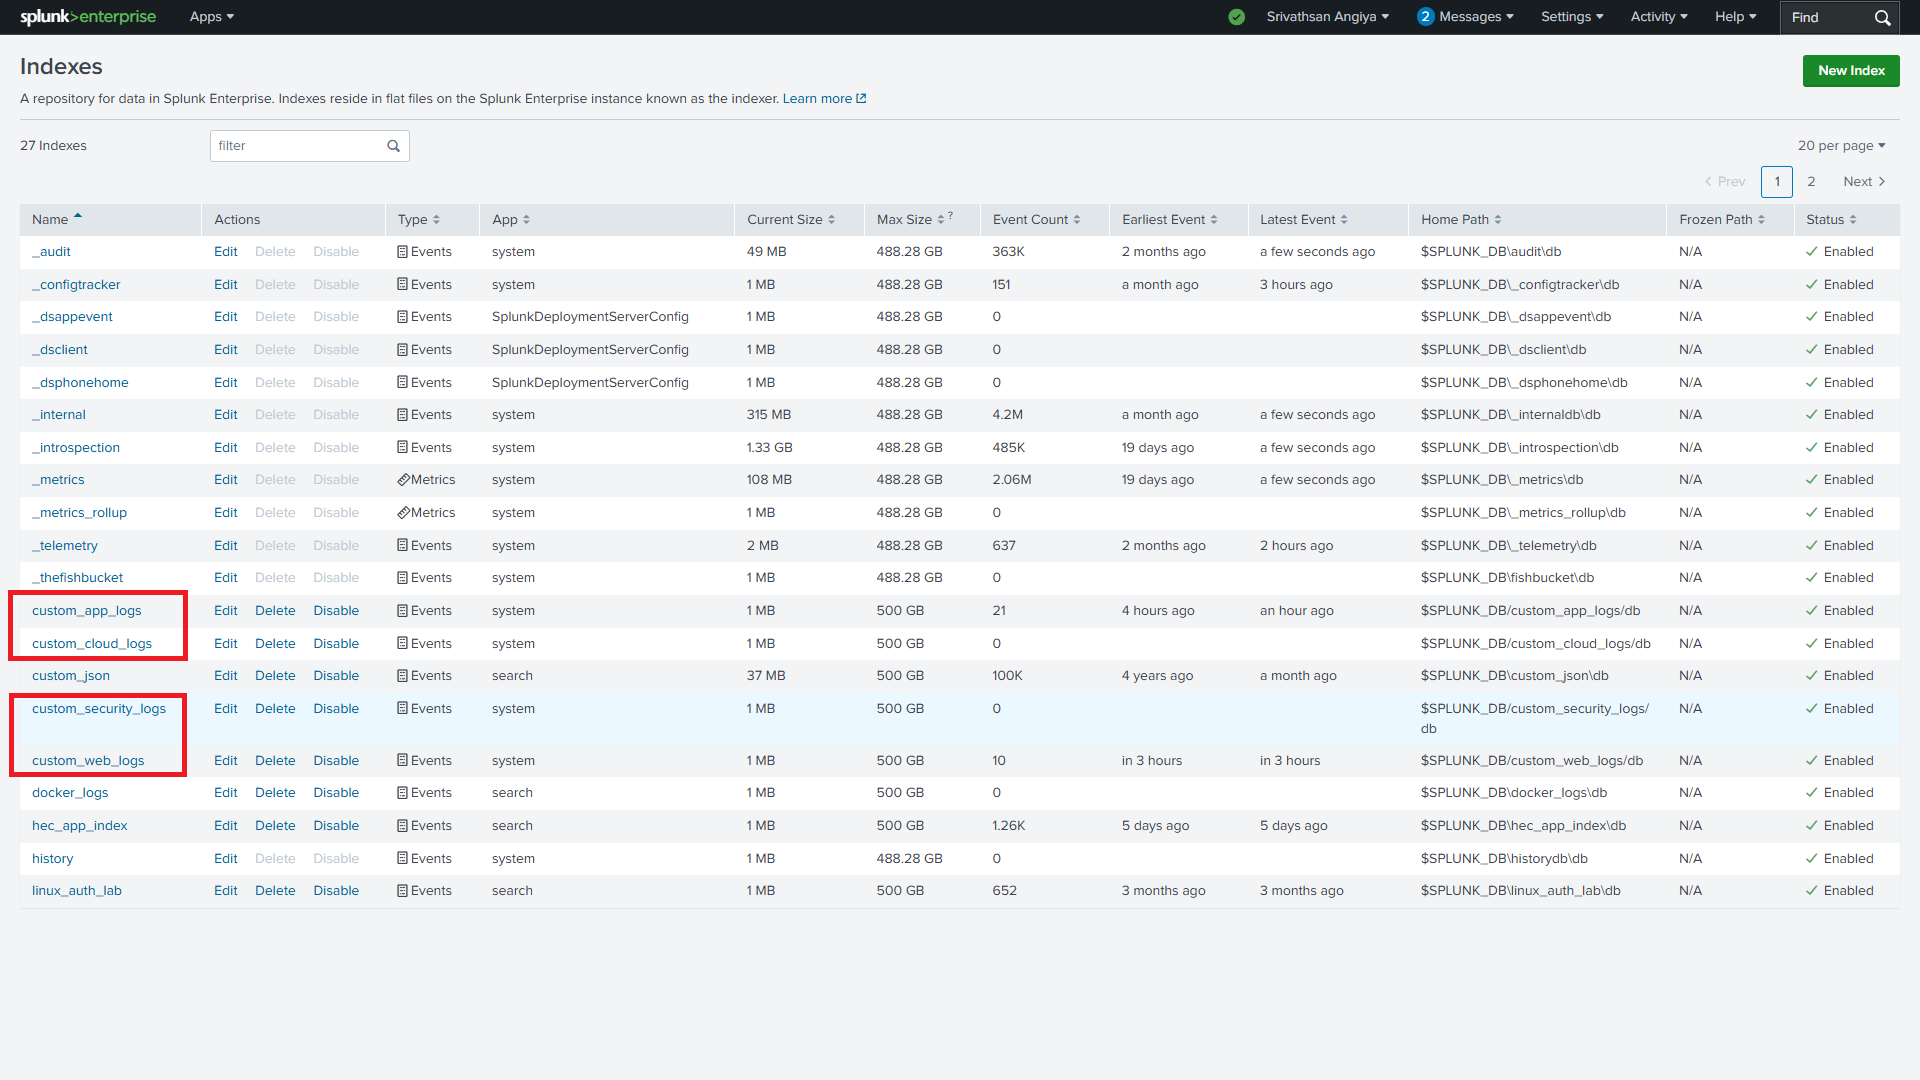 splunk>enterprise Apps Srivathsan Angiya 2 Messages Settings Activity Help Find
Indexes
New Index
A repository for data in Splunk Enterprise. Indexes reside in flat files on the Splunk Enterprise instance known as the indexer. Learn more
27 Indexes filter 20 per page
< Prev 1 2 Next >
Name Actions Type App Current Size Max Size ? Event Count Earliest Event Latest Event Home Path Frozen Path Status
_audit Edit Delete Disable Events system 49 MB 488.28 GB 363K 2 months ago a few seconds ago $SPLUNK_DB\audit\db N/A Enabled
_configtracker Edit Delete Disable Events system 1 MB 488.28 GB 151 a month ago 3 hours ago $SPLUNK_DB\_configtracker\db N/A Enabled
_dsappevent Edit Delete Disable Events SplunkDeploymentServerConfig 1 MB 488.28 GB 0 $SPLUNK_DB\_dsappevent\db N/A Enabled
_dsclient Edit Delete Disable Events SplunkDeploymentServerConfig 1 MB 488.28 GB 0 $SPLUNK_DB\_dsclient\db N/A Enabled
_dsphonehome Edit Delete Disable Events SplunkDeploymentServerConfig 1 MB 488.28 GB 0 $SPLUNK_DB\_dsphonehome\db N/A Enabled
_internal Edit Delete Disable Events system 315 MB 488.28 GB 4.2M a month ago a few seconds ago $SPLUNK_DB\_internaldb\db N/A Enabled
_introspection Edit Delete Disable Events system 1.33 GB 488.28 GB 485K 19 days ago a few seconds ago $SPLUNK_DB\_introspection\db N/A Enabled
_metrics Edit Delete Disable Metrics system 108 MB 488.28 GB 2.06M 19 days ago a few seconds ago $SPLUNK_DB\_metrics\db N/A Enabled
_metrics_rollup Edit Delete Disable Metrics system 1 MB 488.28 GB 0 $SPLUNK_DB\_metrics_rollup\db N/A Enabled
_telemetry Edit Delete Disable Events system 2 MB 488.28 GB 637 2 months ago 2 hours ago $SPLUNK_DB\_telemetry\db N/A Enabled
_thefishbucket Edit Delete Disable Events system 1 MB 488.28 GB 0 $SPLUNK_DB\fishbucket\db N/A Enabled
custom_app_logs Edit Delete Disable Events system 1 MB 500 GB 21 4 hours ago an hour ago $SPLUNK_DB/custom_app_logs/db N/A Enabled
custom_cloud_logs Edit Delete Disable Events system 1 MB 500 GB 0 $SPLUNK_DB/custom_cloud_logs/db N/A Enabled
custom_json Edit Delete Disable Events search 37 MB 500 GB 100K 4 years ago a month ago $SPLUNK_DB\custom_json\db N/A Enabled
custom_security_logs Edit Delete Disable Events system 1 MB 500 GB 0 $SPLUNK_DB/custom_security_logs/ N/A Enabled
db
custom_web_logs Edit Delete Disable Events system 1 MB 500 GB 10 in 3 hours in 3 hours $SPLUNK_DB/custom_web_logs/db N/A Enabled
docker_logs Edit Delete Disable Events search 1 MB 500 GB 0 $SPLUNK_DB\docker_logs\db N/A Enabled
hec_app_index Edit Delete Disable Events search 1 MB 500 GB 1.26K 5 days ago 5 days ago $SPLUNK_DB\hec_app_index\db N/A Enabled
history Edit Delete Disable Events system 1 MB 488.28 GB 0 $SPLUNK_DB\historydb\db N/A Enabled
linux_auth_lab Edit Delete Disable Events search 1 MB 500 GB 652 3 months ago 3 months ago $SPLUNK_DB\linux_auth_lab\db N/A Enabled